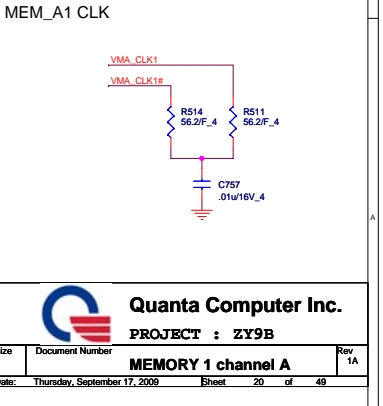 MEM_A1 CLK
VMA_CLK1
VMA_CLK1#
R514
56.2/F_4
R511
56.2/F_4
C757
.01u/16V_4
A
Quanta Computer Inc.
PROJECT : ZY9B
ize Document Number Rev
MEMORY 1 channel A 1A
ate: Thursday, September 17, 2009 Sheet 20 of 49